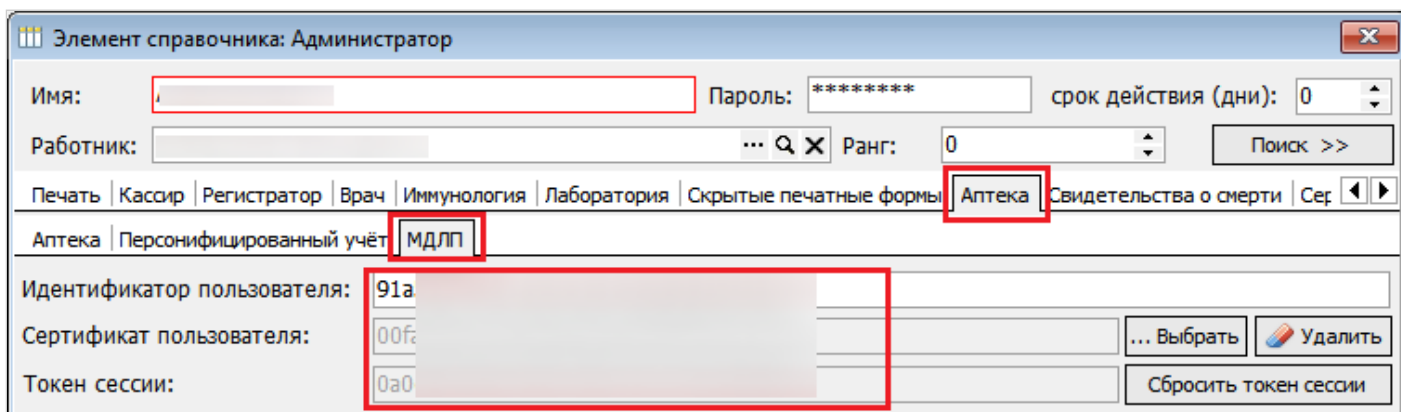 Элемент справочника: Администратор
Имя: Пароль: ******** срок действия (дни): 0
Работник: ... Ранг: 0 Поиск >>
Печать Кассир Регистратор Врач Иммунология Лаборатория Скрытые печатные формы Аптека Свидетельства о смерти Сер
Аптека Персонифицированный учёт МДЛП
Идентификатор пользователя: 91a
Сертификат пользователя: 00fa ... Выбрать Удалить
Токен сессии: 0a0 Сбросить токен сессии